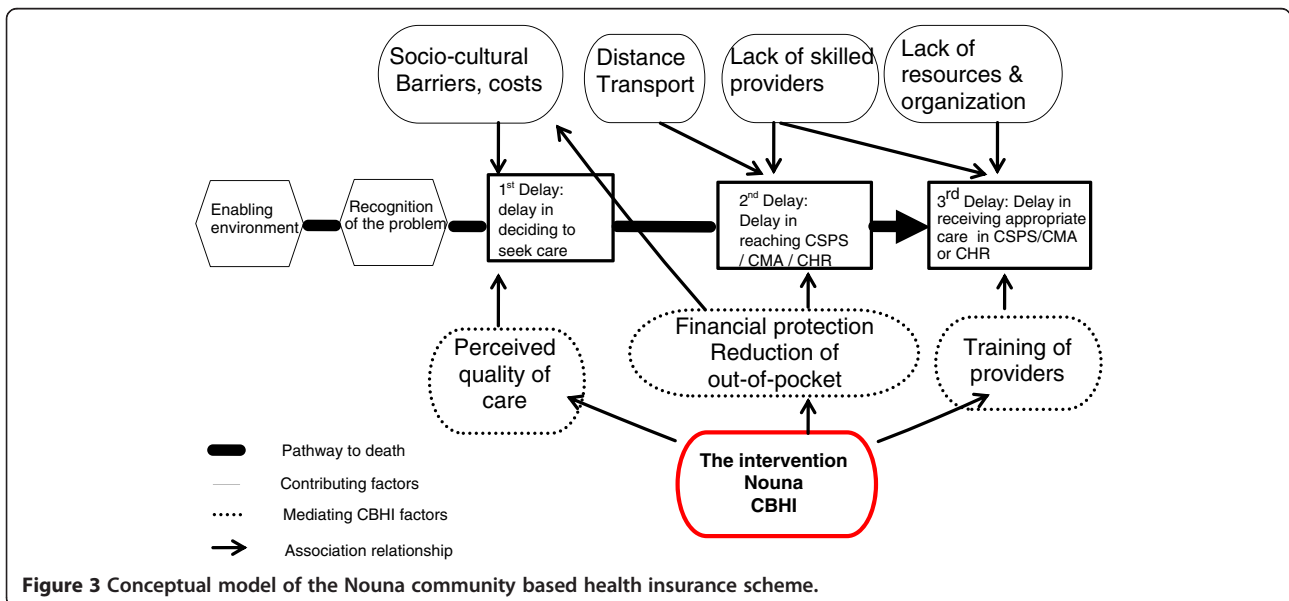 Socio-cultural
Barriers, costs
Distance
Transport
Lack of skilled
providers
Lack of
resources &
organization
Enabling
environment
Recognition
of the problem
1st Delay:
delay in
deciding to
seek care
2nd Delay:
Delay in
reaching CSPS
/ CMA / CHR
3rd Delay: Delay in
receiving appropriate
care in CSPS/CMA
or CHR
Perceived
quality of
care
Financial protection
Reduction of
out-of-pocket
Training of
providers
The intervention
Nouna
CBHI
Pathway to death
Contributing factors
Mediating CBHI factors
Association relationship
Figure 3 Conceptual model of the Nouna community based health insurance scheme.